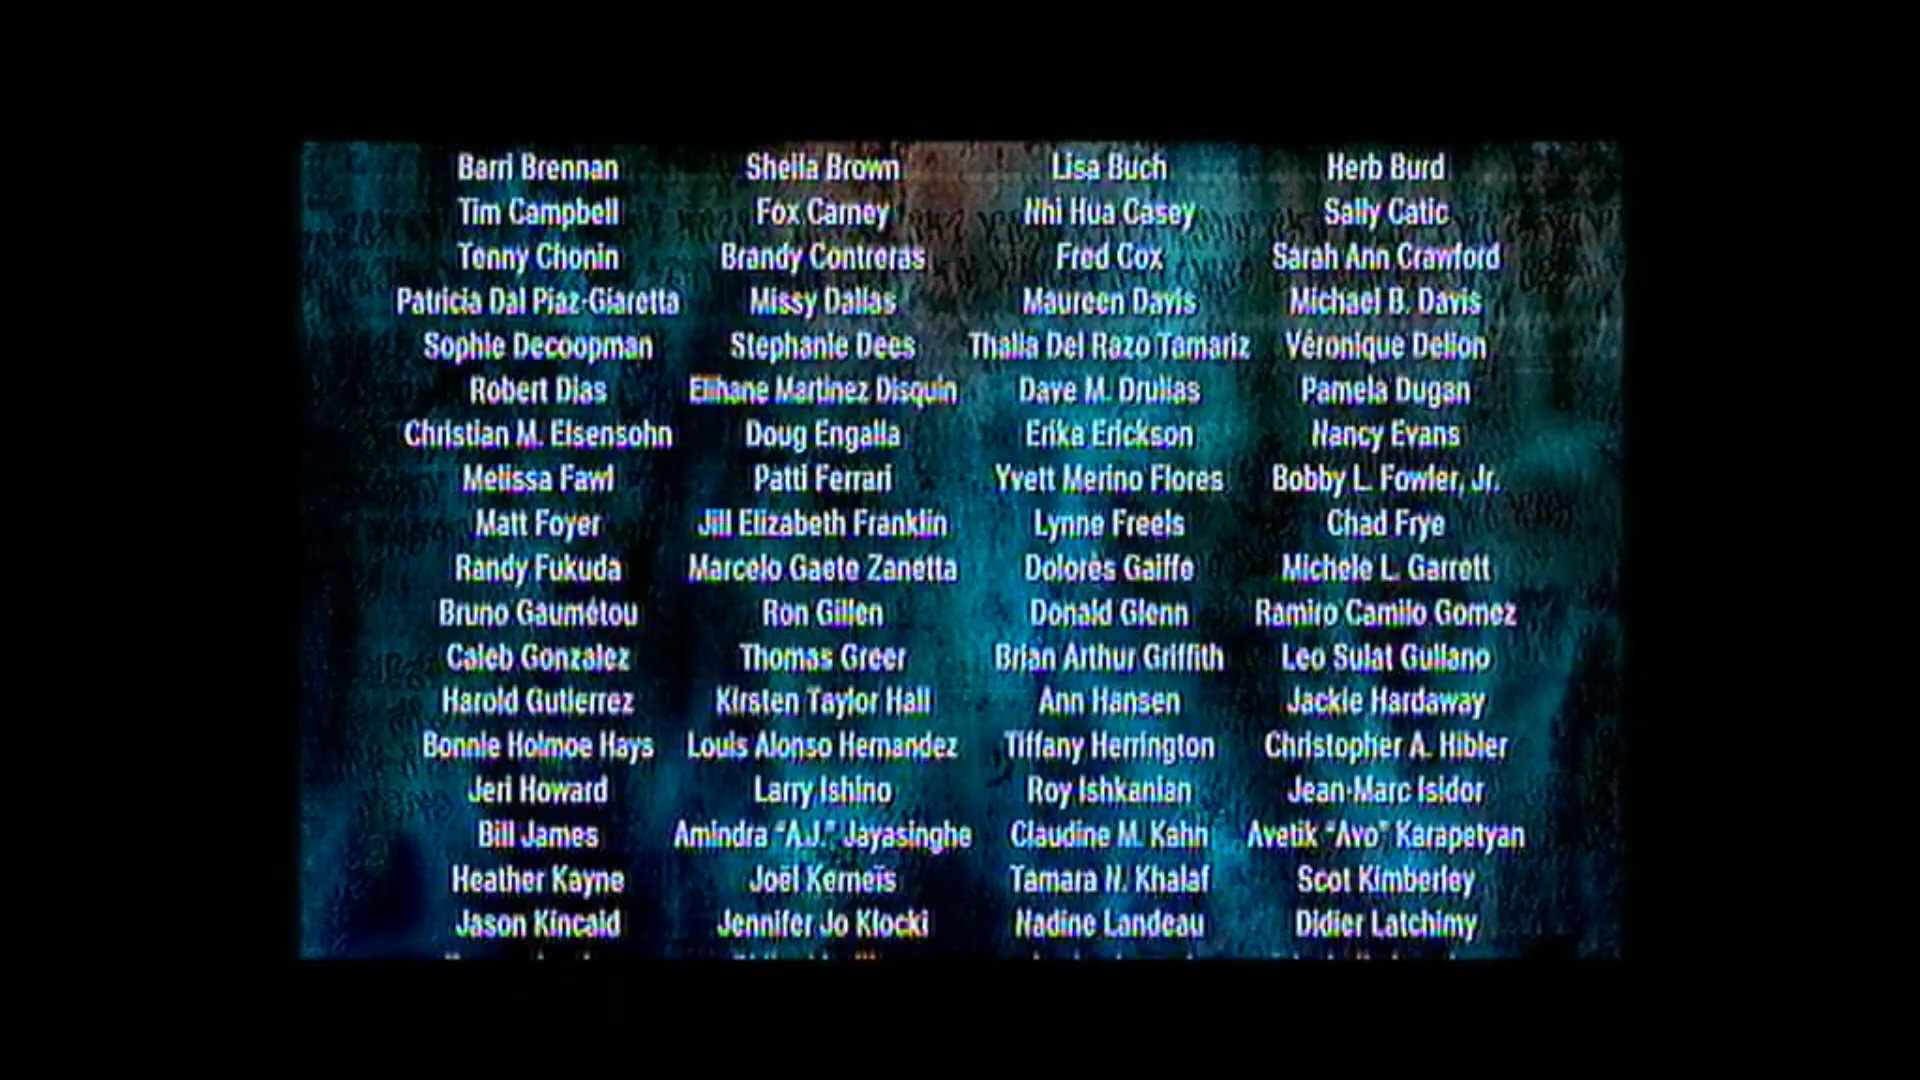 Barri Brennan Sheila Brown Lisa Buch Herb Burd
Tim Campbell Fox Carney Nhi Hua Casey Sally Catic
Tenny Chonin Brandy Contreras Fred Cox Sarah Ann Crawford
Patricia Dal Piaz-Giaretta Missy Dallas Maureen Davis Michael B. Davis
Sophie Decoopman Stephanie Dees Thalia Del Razo Tamariz Véronique Delion
Robert Dias Elihane Martinez Disquin Dave M. Drulias Pamela Dugan
Christian M. Eisensohn Doug Engalla Erika Erickson Nancy Evans
Melissa Fawl Patti Ferrari Yvett Merino Flores Bobby L. Fowler, Jr.
Matt Foyer Jill Elizabeth Franklin Lynne Freels Chad Frye
Randy Fukuda Marcelo Gaete Zanetta Dolorès Gaiffe Michele L. Garrett
Bruno Gaumétou Ron Gillen Donald Glenn Ramiro Camilo Gomez
Caleb Gonzalez Thomas Greer Brian Arthur Griffith Leo Sulat Guliano
Harold Gutierrez Kirsten Taylor Hall Ann Hansen Jackie Hardaway
Bonnie Holmoe Hays Louis Alonso Hernandez Tiffany Herrington Christopher A. Hibler
Jeri Howard Larry Ishino Roy Ishkanian Jean-Marc Isidor
Bill James Amindra “A.J.” Jayasinghe Claudine M. Kahn Avetik “Avo” Karapetyan
Heather Kayne Joël Kerneïs Tamara N. Khalaf Scot Kimberley
Jason Kincaid Jennifer Jo Klocki Nadine Landeau Didier Latchimy